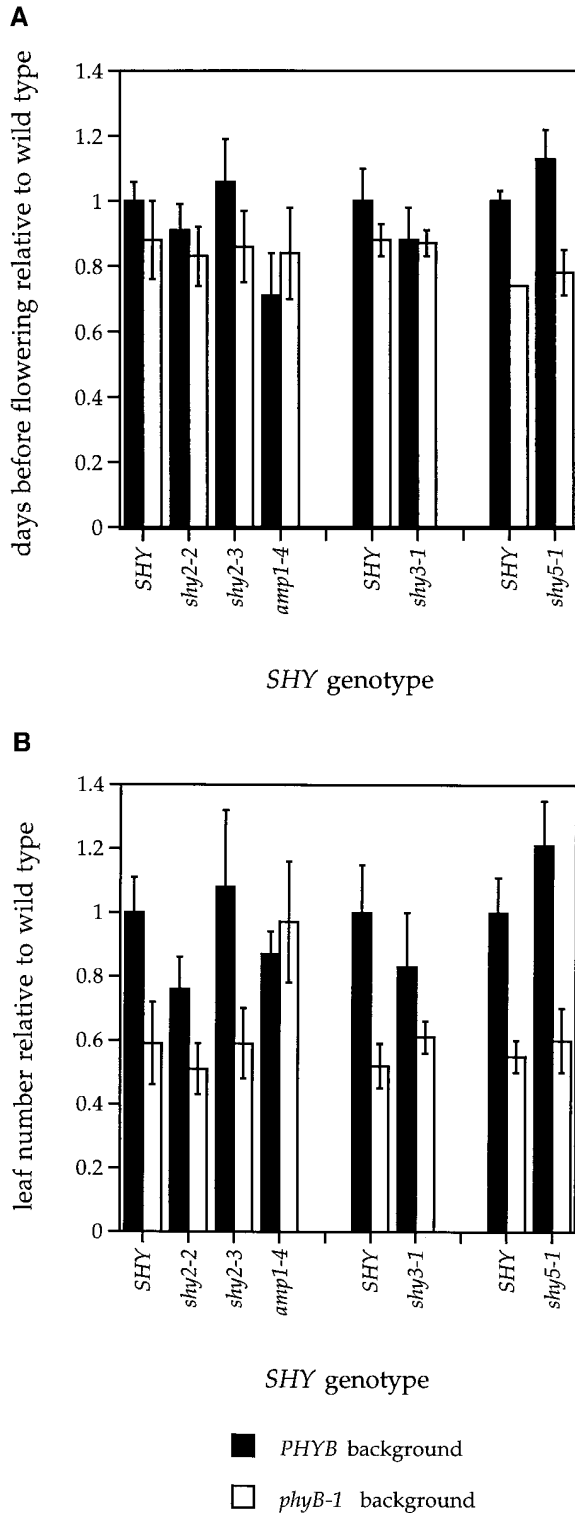 A
days before flowering relative to wild type
1.4
1.2
1
0.8
0.6
0.4
0.2
0
SHY
shy2-2
shy2-3
amp1-4
SHY
shy3-1
SHY
shy5-1
SHY genotype
B
leaf number relative to wild type
1.4
1.2
1
0.8
0.6
0.4
0.2
0
SHY
shy2-2
shy2-3
amp1-4
SHY
shy3-1
SHY
shy5-1
SHY genotype
PHYB background
phyB-1 background